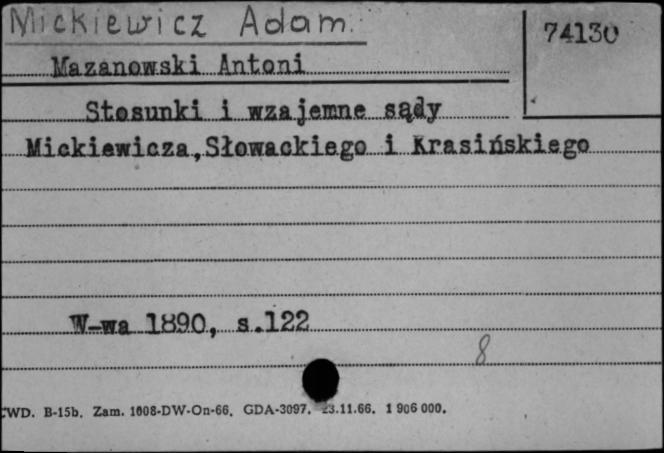 Mickiewicz Adam.
74130
Mazanowski Antoni
Stosunki i wzajemne sądy
Mickiewicza,Słowackiego i Krasińskiego
W-wa 1890, s.122
8
WD. B-15b. Zam. 1608-DW-On-66. GDA-3097. 23.11.66. 1 906 000.